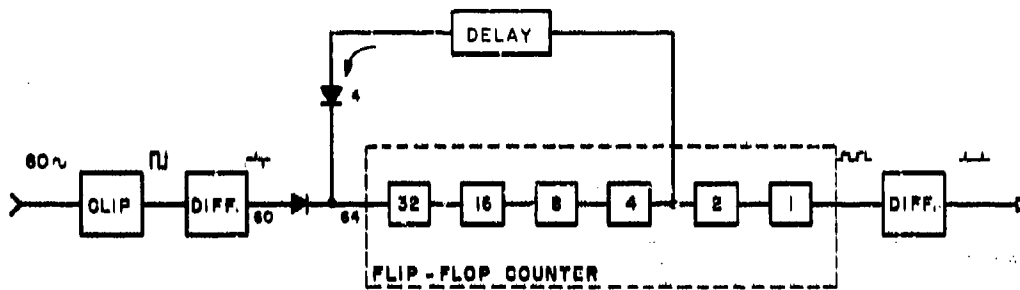 DELAY
4
60~
CLIP
DIFF.
60
64
32
16
8
4
2
1
DIFF.
FLIP-FLOP COUNTER